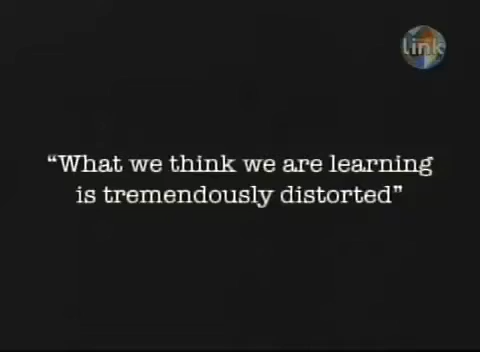 link
“What we think we are learning
is tremendously distorted”